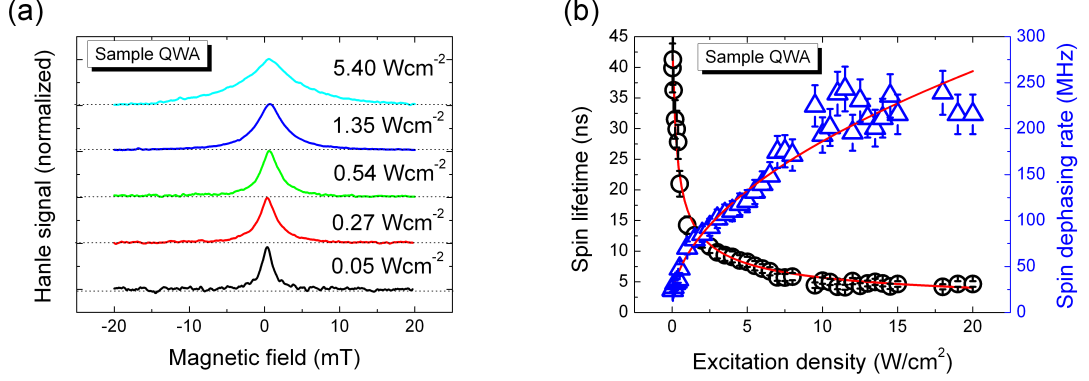 (a)
Sample QWA
5.40 Wcm⁻²
1.35 Wcm⁻²
0.54 Wcm⁻²
0.27 Wcm⁻²
0.05 Wcm⁻²
Hanle signal (normalized)
-20 -10 0 10 20
Magnetic field (mT)
(b)
Sample QWA
45
40
35
30
25
20
15
10
5
0
Spin lifetime (ns)
300
250
200
150
100
50
0
Spin dephasing rate (MHz)
0 5 10 15 20
Excitation density (W/cm²)